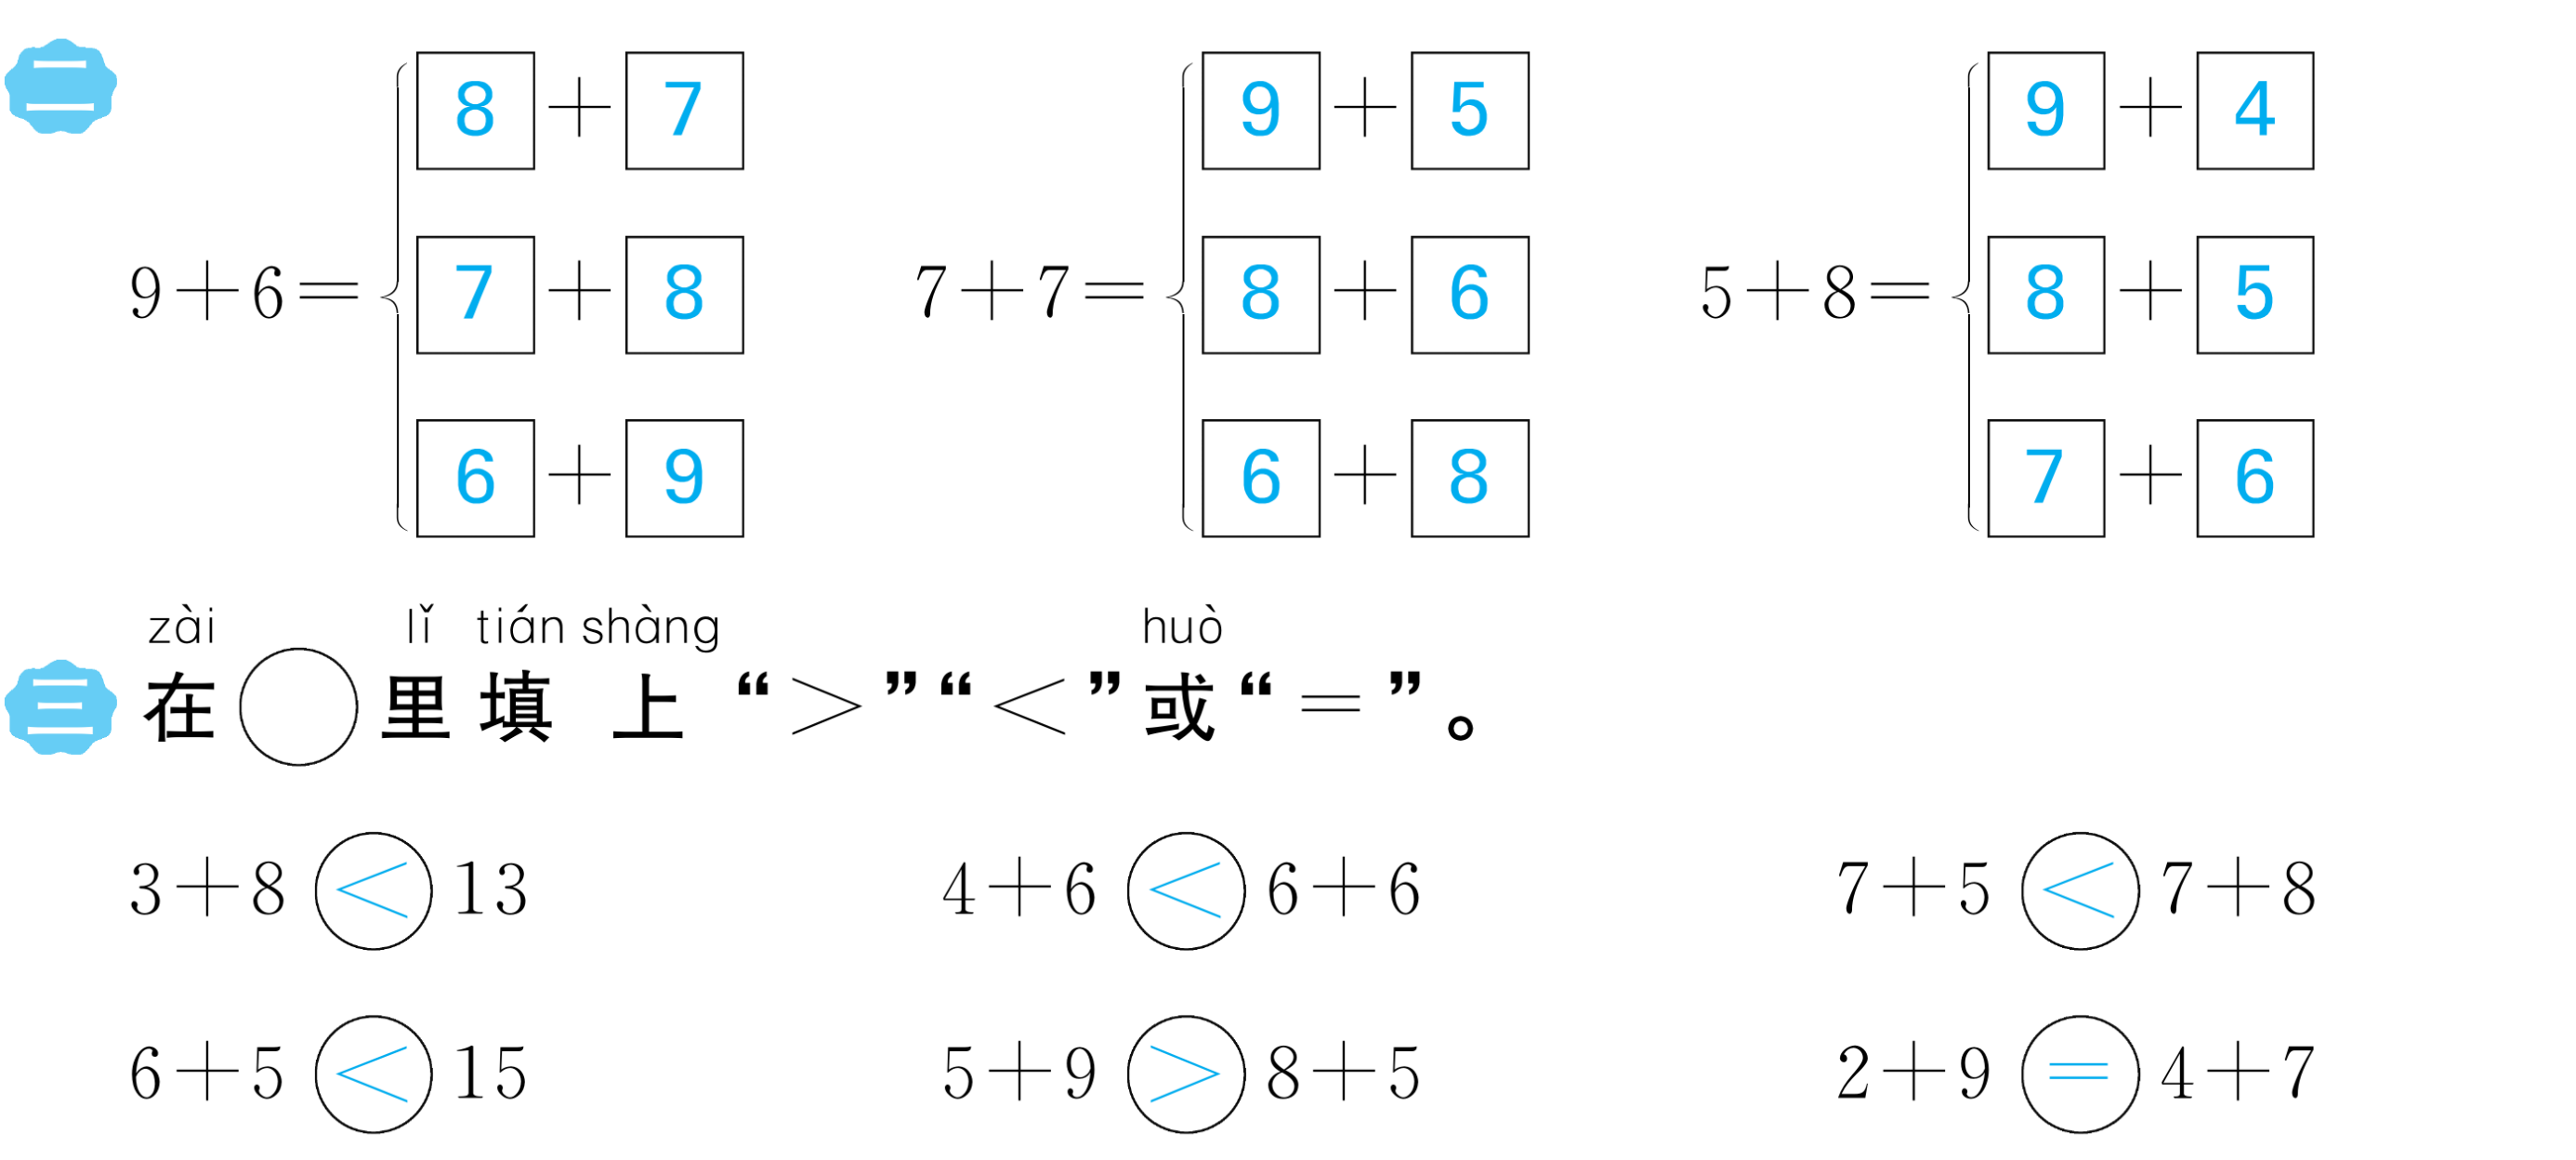 二
8+7 9+5 9+4
9+6= 7+8 7+7= 8+6 5+8= 8+5
6+9 6+8 7+6
zài lǐ tián shàng huò
三 在○里填上“>”“<”或“=”。
3+8<13 4+6<6+6 7+5<7+8
6+5<15 5+9>8+5 2+9=4+7